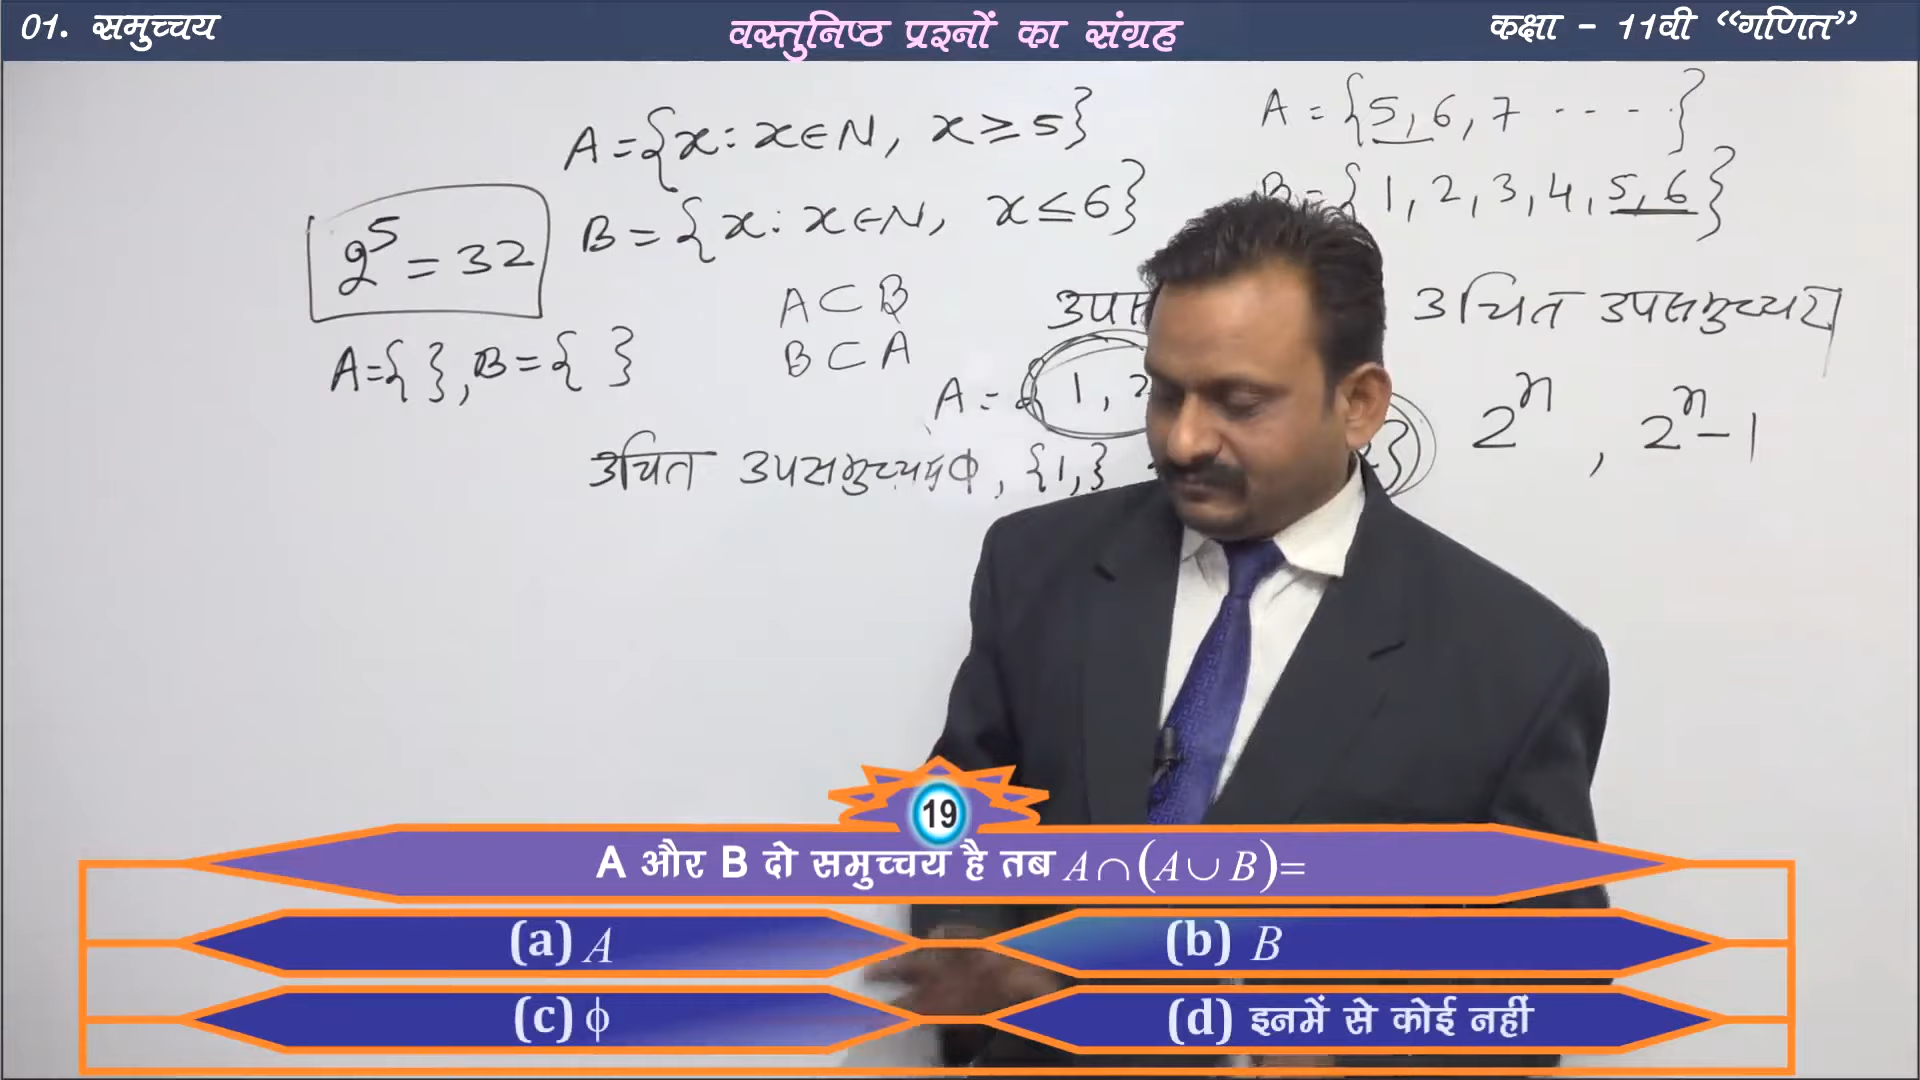 01. समुच्चय
वस्तुनिष्ठ प्रश्नों का संग्रह
कक्षा - 11वी “गणित”
A={x: x∈N, x≥5}
A={5,6,7 - - - -}
B={x: x∈N, x≤6}
B={1,2,3,4,5,6}
2⁵=32
A⊂B
B⊂A
उचित उपसमुच्चय
A={ }, B={ }
A={1,
2ⁿ, 2ⁿ-1
उचित उपसमुच्चय ϕ, {1,}
19
A और B दो समुच्चय है तब A∩(A∪B)=
(a) A
(b) B
(c) ϕ
(d) इनमें से कोई नहीं